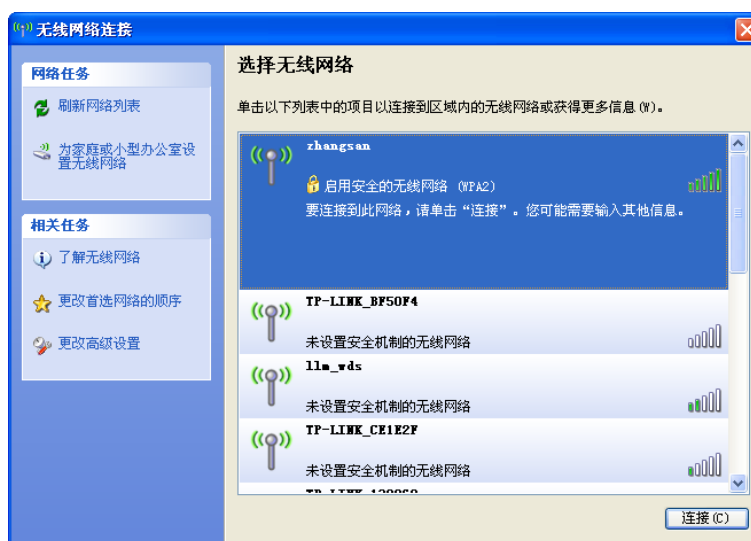 无线网络连接
网络任务
刷新网络列表
为家庭或小型办公室设
置无线网络
相关任务
了解无线网络
更改首选网络的顺序
更改高级设置
选择无线网络
单击以下列表中的项目以连接到区域内的无线网络或获得更多信息(W)。
zhangsan
启用安全的无线网络 (WPA2)
要连接到此网络，请单击“连接”。您可能需要输入其他信息。
TP-LINK_BF50F4
未设置安全机制的无线网络
llm_wds
未设置安全机制的无线网络
TP-LINK_CE1E2F
未设置安全机制的无线网络
连接(C)